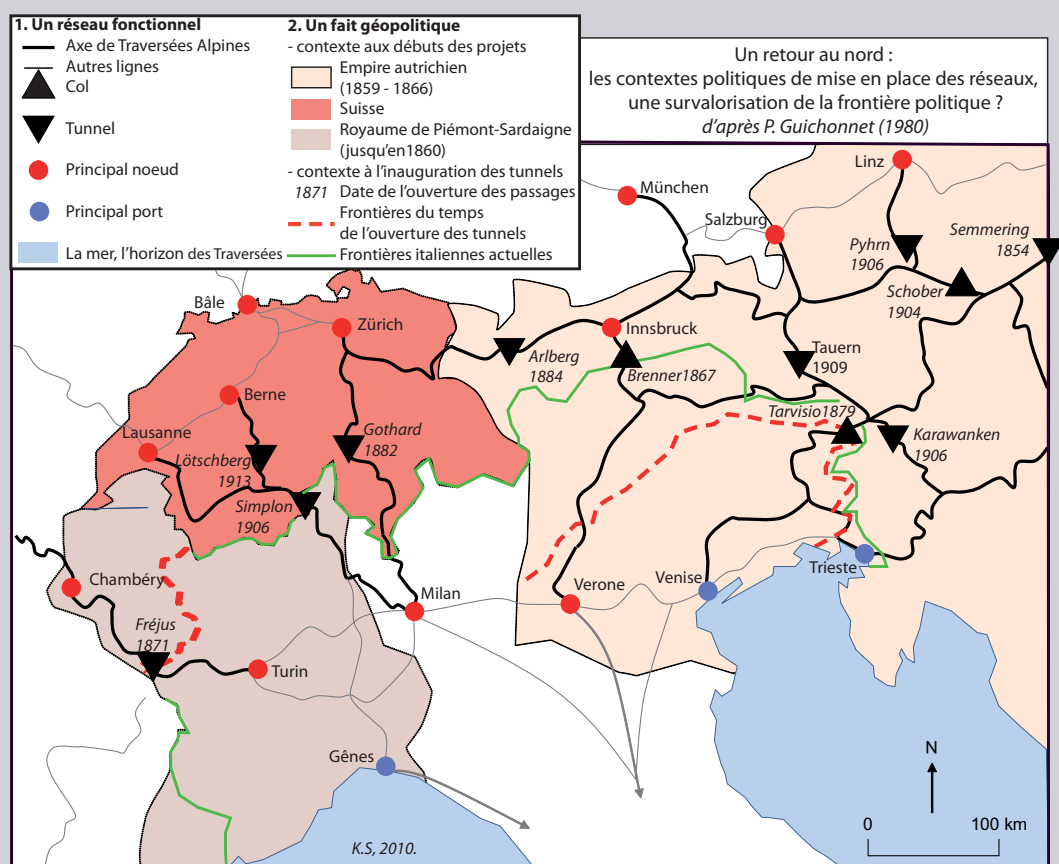 1. Un réseau fonctionnel
Axe de Traversées Alpines
Autres lignes
Col
Tunnel
Principal noeud
Principal port
La mer, l'horizon des Traversées
2. Un fait géopolitique
- contexte aux débuts des projets
Empire autrichien
(1859 - 1866)
Suisse
Royaume de Piémont-Sardaigne
(jusqu'en1860)
- contexte à l'inauguration des tunnels
1871 Date de l'ouverture des passages
Frontières du temps
de l'ouverture des tunnels
Frontières italiennes actuelles
Un retour au nord :
les contextes politiques de mise en place des réseaux,
une survalorisation de la frontière politique ?
d'après P. Guichonnet (1980)
Linz
München
Salzburg
Pyhrn
1906
Semmering
1854
Schober
1904
Bâle
Zürich
Innsbruck
Arlberg
1884
Brenner1867
Tauern
1909
Berne
Tarvisio1879
Lausanne
Gothard
1882
Karawanken
1906
Lötschberg
1913
Simplon
1906
Chambéry
Milan
Verone
Venise
Trieste
Fréjus
1871
Turin
Gênes
N
0 100 km
K.S, 2010.